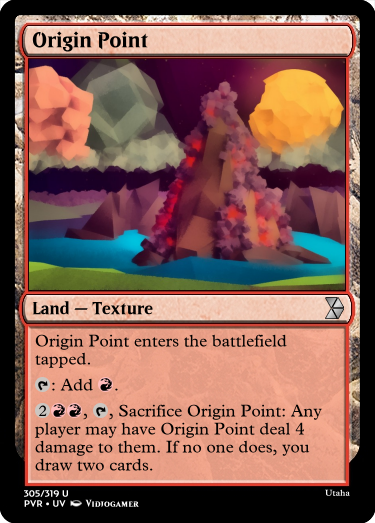 Origin Point
Land — Texture
Origin Point enters the battlefield
tapped.
: Add .
2, , Sacrifice Origin Point: Any
player may have Origin Point deal 4
damage to them. If no one does, you
draw two cards.
305/319 U
Utaha
PVR • UV VIDTOGAMER